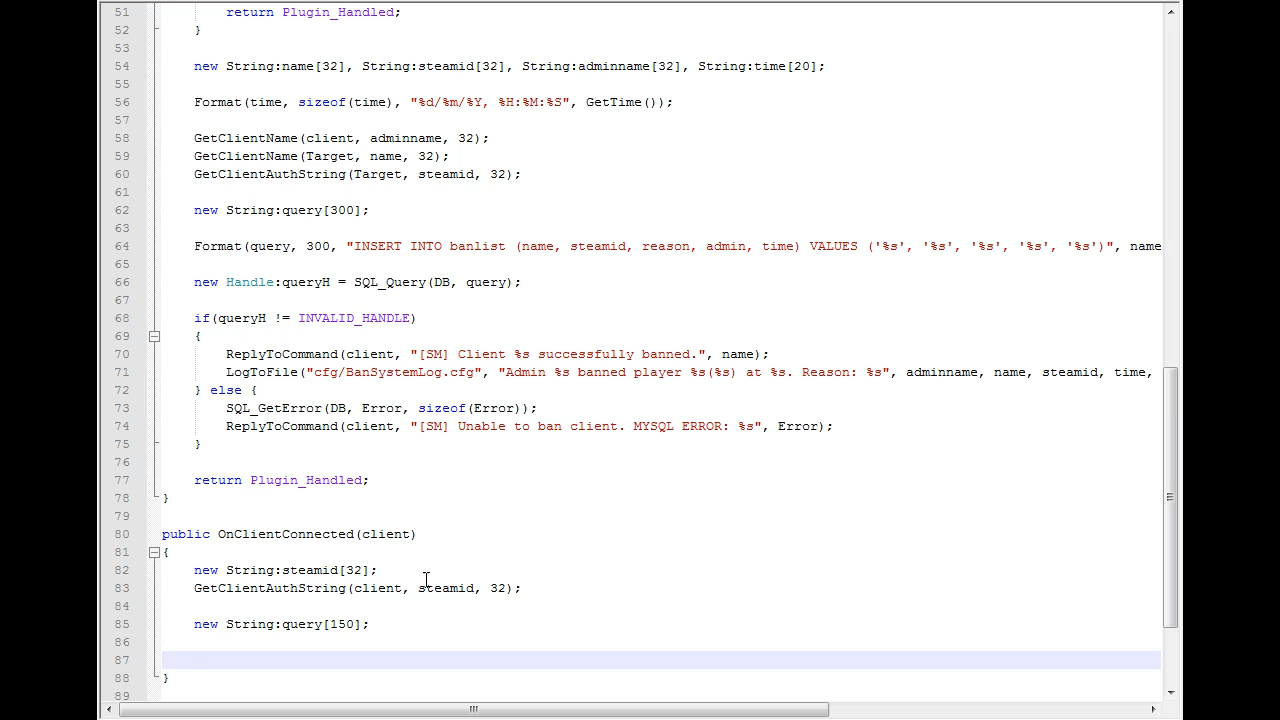 51 return Plugin_Handled;
52 }
53
54 new String:name[32], String:steamid[32], String:adminname[32], String:time[20];
55
56 Format(time, sizeof(time), "%d/%m/%Y, %H:%M:%S", GetTime());
57
58 GetClientName(client, adminname, 32);
59 GetClientName(Target, name, 32);
60 GetClientAuthString(Target, steamid, 32);
61
62 new String:query[300];
63
64 Format(query, 300, "INSERT INTO banlist (name, steamid, reason, admin, time) VALUES ('%s', '%s', '%s', '%s', '%s')", name
65
66 new Handle:queryH = SQL_Query(DB, query);
67
68 if(queryH != INVALID_HANDLE)
69 {
70 ReplyToCommand(client, "[SM] Client %s successfully banned.", name);
71 LogToFile("cfg/BanSystemLog.cfg", "Admin %s banned player %s(%s) at %s. Reason: %s", adminname, name, steamid, time,
72 } else {
73 SQL_GetError(DB, Error, sizeof(Error));
74 ReplyToCommand(client, "[SM] Unable to ban client. MYSQL ERROR: %s", Error);
75 }
76
77 return Plugin_Handled;
78 }
79
80 public OnClientConnected(client)
81 {
82 new String:steamid[32];
83 GetClientAuthString(client, steamid, 32);
84
85 new String:query[150];
86
87
88 }
89